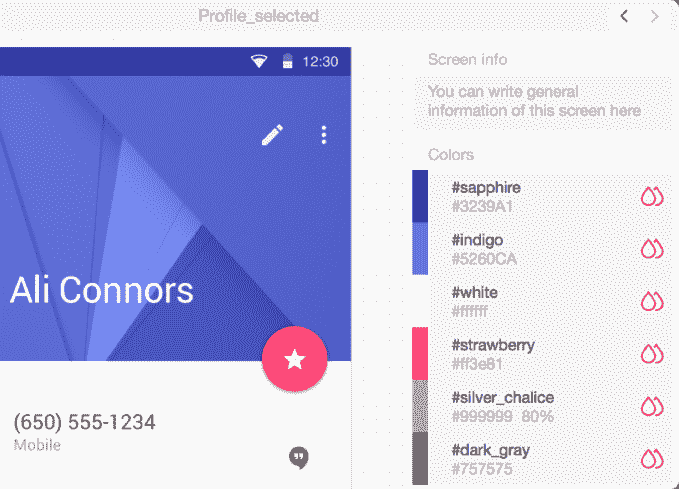 Profile_selected
12:30
Ali Connors
(650) 555-1234
Mobile
Screen info
You can write general
information of this screen here
Colors
#sapphire
#3239A1
#indigo
#5260CA
#white
#ffffff
#strawberry
#ff3e81
#silver_chalice
#999999 80%
#dark_gray
#757575